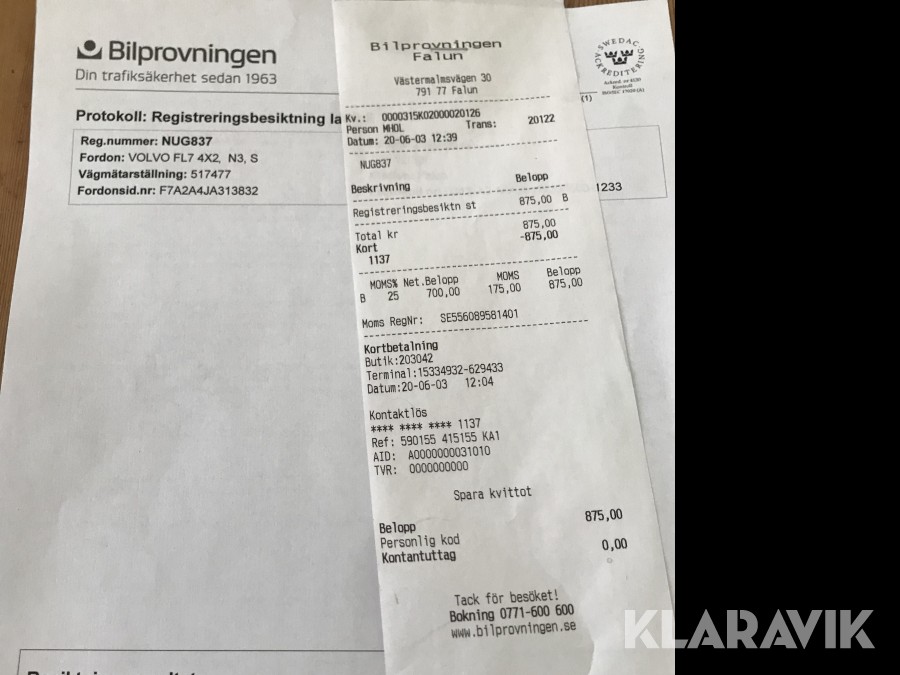 Bilprovningen
Din trafiksäkerhet sedan 1963
Protokoll: Registreringsbesiktning la
Reg.nummer: NUG837
Fordon: VOLVO FL7 4X2, N3, S
Vägmätarställning: 517477
Fordonsid.nr: F7A2A4JA313832
Bilprovningen
Falun
Västermalmsvägen 30
791 77 Falun
Kv.: 0000315K02000020126
Person MHOL Trans: 20122
Datum: 20-06-03 12:39
NUG837
Beskrivning Belopp
Registreringsbesiktn st 875,00 B
Total kr 875,00
Kort -875,00
1137
MOMS% Net.Belopp MOMS Belopp
B 25 700,00 175,00 875,00
Moms RegNr: SE556089581401
Kortbetalning
Butik:203042
Terminal:15334932-629433
Datum:20-06-03 12:04
Kontaktlös
**** **** **** 1137
Ref: 590155 415155 KA1
AID: A0000000031010
TVR: 0000000000
Spara kvittot
Belopp 875,00
Personlig kod
Kontantuttag 0,00
Tack för besöket!
Bokning 0771-600 600
www.bilprovningen.se
SWEDAC
ACKREDITERING
Kontroll
(1)
1233
KLARAVIK